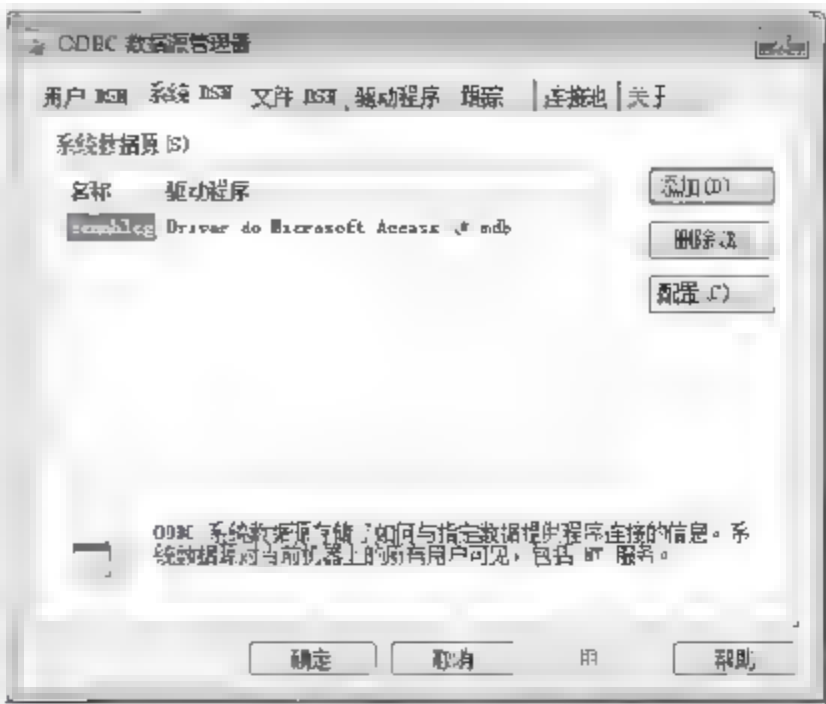 ODBC 数据源管理器
用户 DSN 系统 DSN 文件 DSN 驱动程序 跟踪 连接池 关于
系统数据源(S)
名称 驱动程序
Driver do Microsoft Access (*.mdb
添加(D)
删除
配置(C)
ODBC 系统数据源存储了如何与指定数据提供程序连接的信息。系
统数据源对当前机器上的所有用户可见，包括 NT 服务。
确定 取消 用 帮助